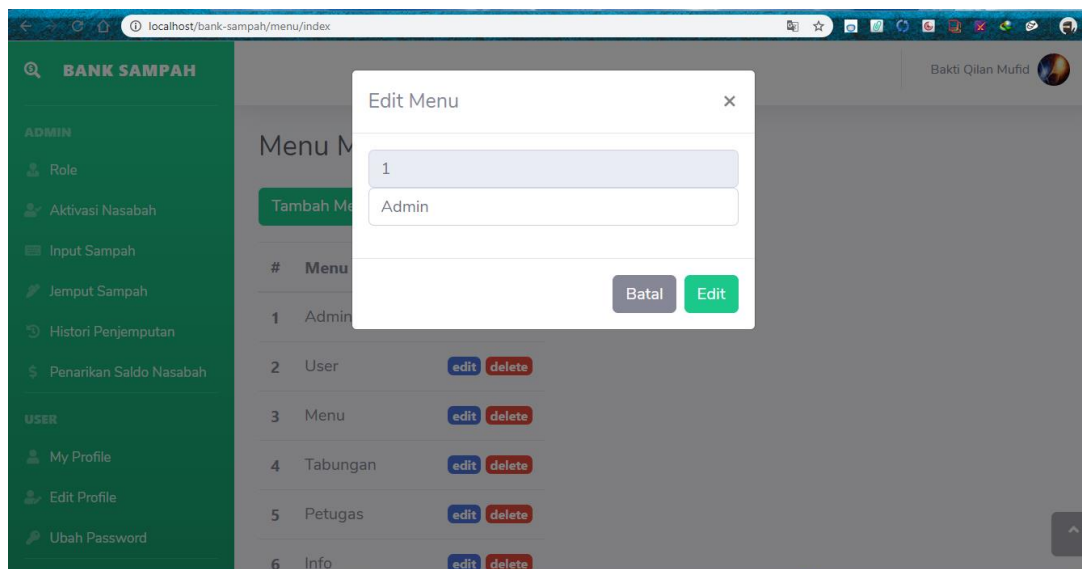 localhost/bank-sampah/menu/index
BANK SAMPAH
Bakti Qilan Mufid
ADMIN
Role
Aktivasi Nasabah
Input Sampah
Jemput Sampah
Histori Penjemputan
Penarikan Saldo Nasabah
USER
My Profile
Edit Profile
Ubah Password
Menu M
Tambah Me
# Menu
1 Admin
2 User edit delete
3 Menu edit delete
4 Tabungan edit delete
5 Petugas edit delete
6 Info edit delete
Edit Menu ×
1
Admin
Batal Edit